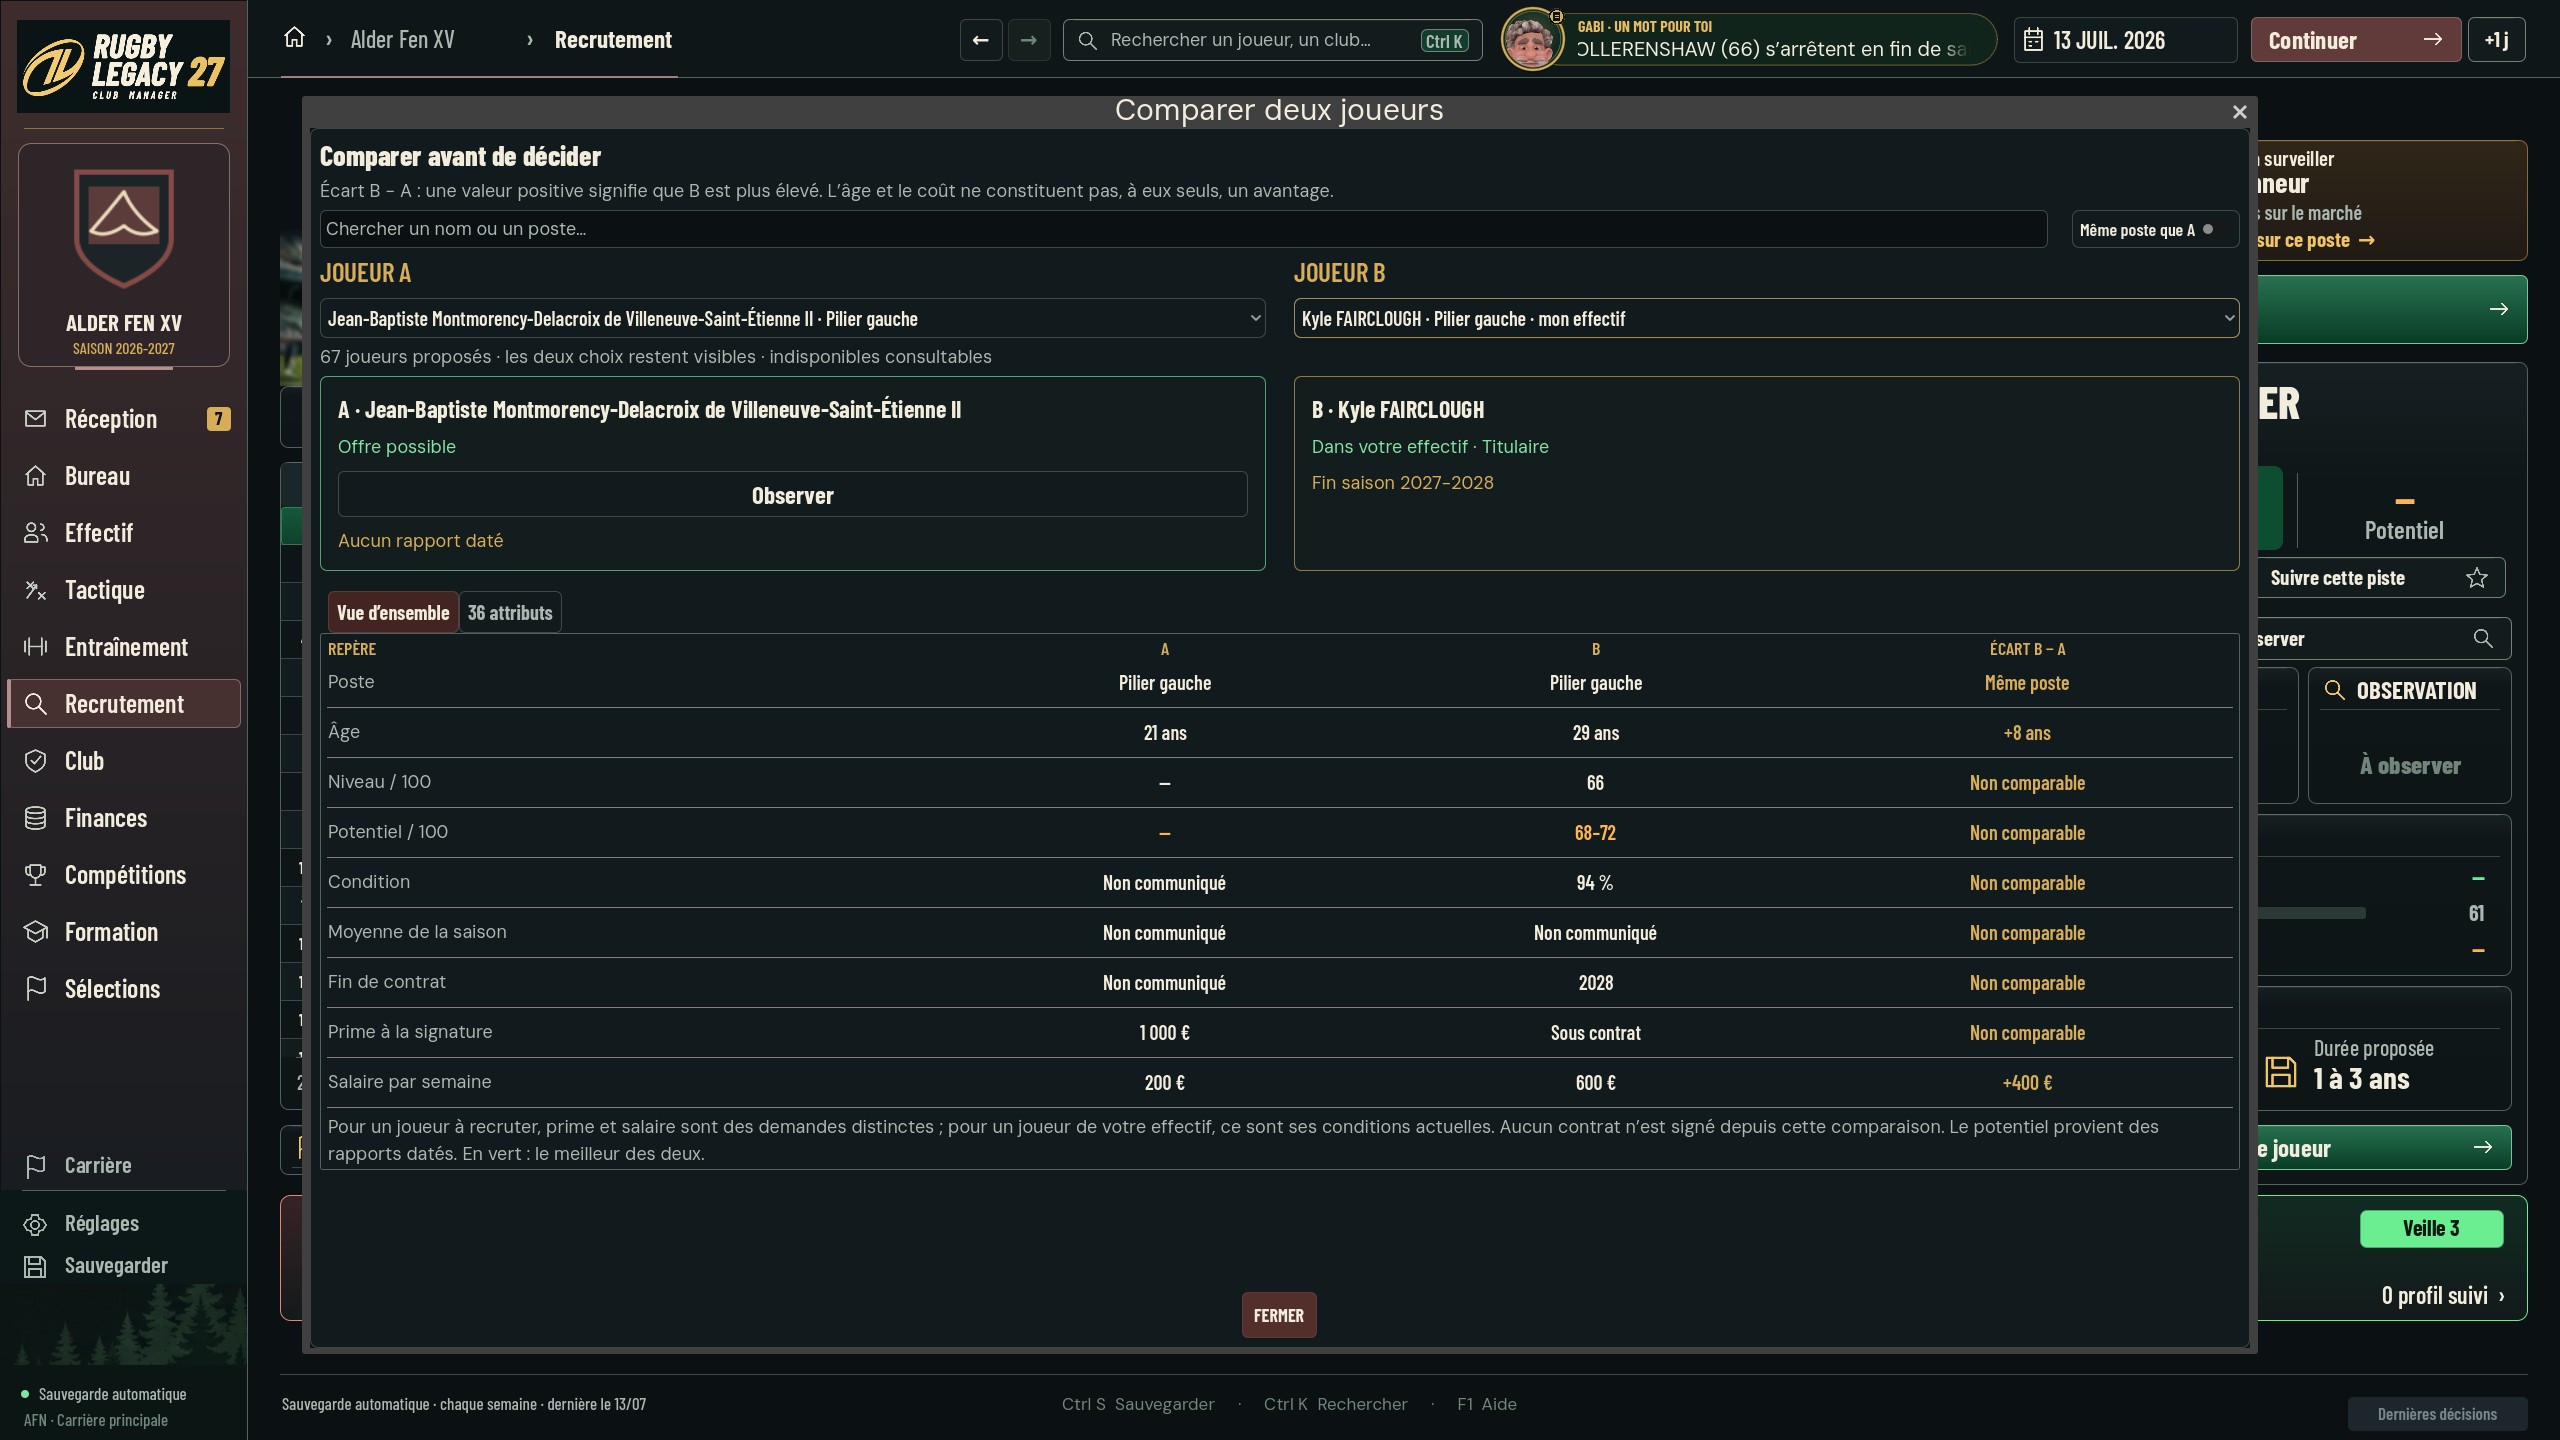 RUGBY
LEGACY 27
CLUB MANAGER
› Alder Fen XV › Recrutement
← →
Rechercher un joueur, un club... Ctrl K
GABI · UN MOT POUR TOI
OLLERENSHAW (66) s’arrêtent en fin de sa
13 JUIL. 2026
Continuer →
+1 j
ALDER FEN XV
SAISON 2026-2027
Réception 7
Bureau
Effectif
Tactique
Entraînement
Recrutement
Club
Finances
Compétitions
Formation
Sélections
Carrière
Réglages
Sauvegarder
Sauvegarde automatique
AFN · Carrière principale
Comparer deux joueurs ×
Comparer avant de décider
Écart B − A : une valeur positive signifie que B est plus élevé. L’âge et le coût ne constituent pas, à eux seuls, un avantage.
Chercher un nom ou un poste...
Même poste que A
JOUEUR A JOUEUR B
Jean-Baptiste Montmorency-Delacroix de Villeneuve-Saint-Étienne II · Pilier gauche
Kyle FAIRCLOUGH · Pilier gauche · mon effectif
67 joueurs proposés · les deux choix restent visibles · indisponibles consultables
A · Jean-Baptiste Montmorency-Delacroix de Villeneuve-Saint-Étienne II
Offre possible
Observer
Aucun rapport daté
B · Kyle FAIRCLOUGH
Dans votre effectif · Titulaire
Fin saison 2027-2028
Vue d’ensemble 36 attributs
REPÈRE A B ÉCART B − A
Poste Pilier gauche Pilier gauche Même poste
Âge 21 ans 29 ans +8 ans
Niveau / 100 – 66 Non comparable
Potentiel / 100 – 68-72 Non comparable
Condition Non communiqué 94 % Non comparable
Moyenne de la saison Non communiqué Non communiqué Non comparable
Fin de contrat Non communiqué 2028 Non comparable
Prime à la signature 1 000 € Sous contrat Non comparable
Salaire par semaine 200 € 600 € +400 €
Pour un joueur à recruter, prime et salaire sont des demandes distinctes ; pour un joueur de votre effectif, ce sont ses conditions actuelles. Aucun contrat n’est signé depuis cette comparaison. Le potentiel provient des
rapports datés. En vert : le meilleur des deux.
FERMER
surveiller
sur le marché
sur ce poste →
→
ER
–
Potentiel
Suivre cette piste
server
OBSERVATION
À observer
–
61
–
Durée proposée
1 à 3 ans
e joueur →
Veille 3
0 profil suivi ›
Sauvegarde automatique · chaque semaine · dernière le 13/07
Ctrl S Sauvegarder · Ctrl K Rechercher · F1 Aide
Dernières décisions